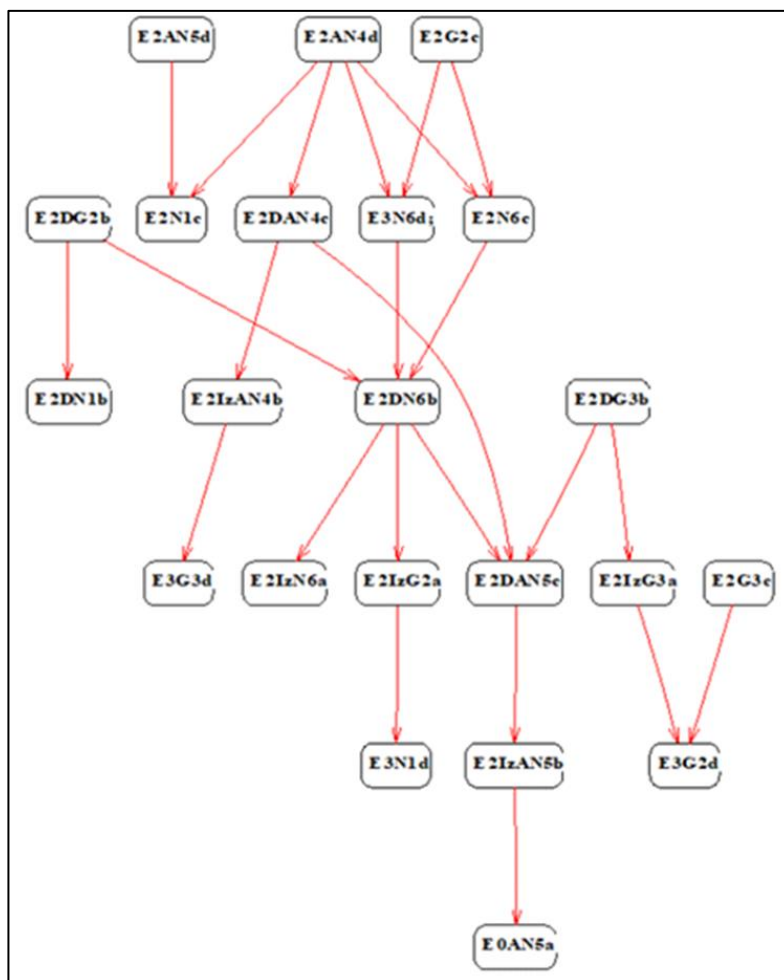 E2AN5d
E2AN4d
E2G2c
E2DG2b
E2N1c
E2DAN4c
E3N6d;
E2N6c
E2DN1b
E2IzAN4b
E2DN6b
E2DG3b
E3G3d
E2IzN6a
E2IzG2a
E2DAN5c
E2IzG3a
E2G3c
E3N1d
E2IzAN5b
E3G2d
E0AN5a